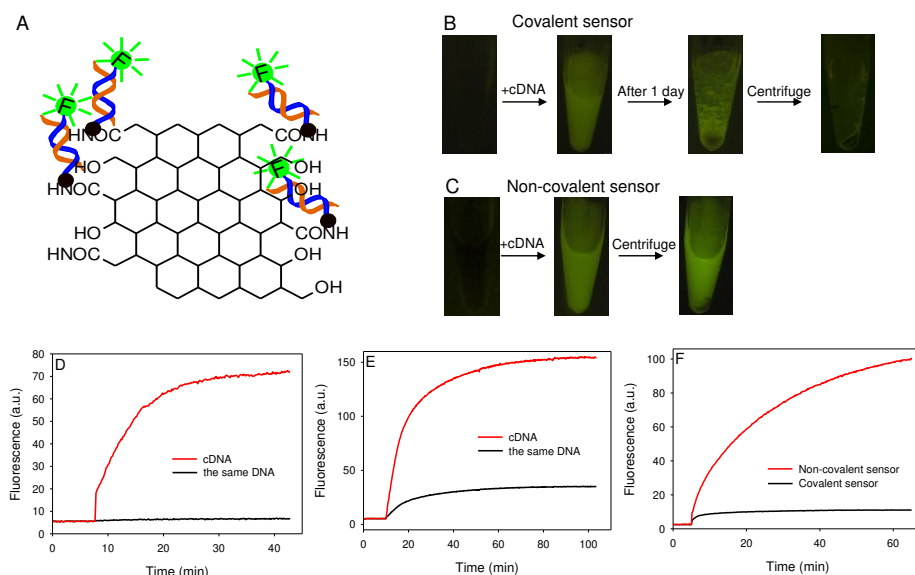 A
F
F
F
F
HNOC
CONH
HO
OH
HNOC
OH
HO
CONH
HNOC
OH
OH
B
Covalent sensor
+cDNA
After 1 day
Centrifuge
C
Non-covalent sensor
+cDNA
Centrifuge
D
80
70
60
50
40
30
20
10
0
Fluorescence (a.u.)
cDNA
the same DNA
0 10 20 30 40
Time (min)
E
150
100
50
0
Fluorescence (a.u.)
cDNA
the same DNA
0 20 40 60 80 100
Time (min)
F
100
80
60
40
20
0
Fluorescence (a.u.)
Non-covalent sensor
Covalent sensor
0 20 40 60
Time (min)